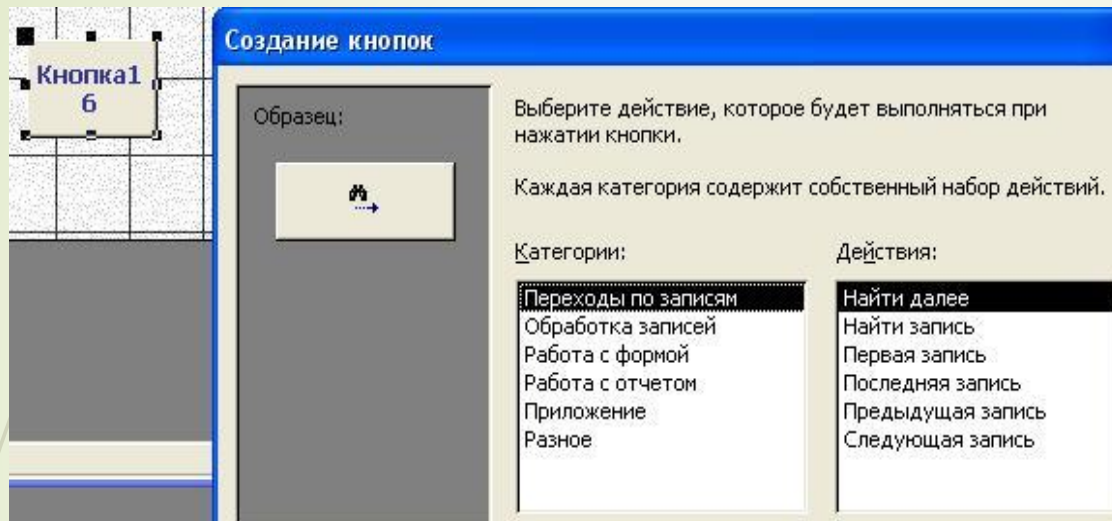 Кнопка1
6
Создание кнопок
Образец:
Выберите действие, которое будет выполняться при
нажатии кнопки.
Каждая категория содержит собственный набор действий.
Категории:
Переходы по записям
Обработка записей
Работа с формой
Работа с отчетом
Приложение
Разное
Действия:
Найти далее
Найти запись
Первая запись
Последняя запись
Предыдущая запись
Следующая запись